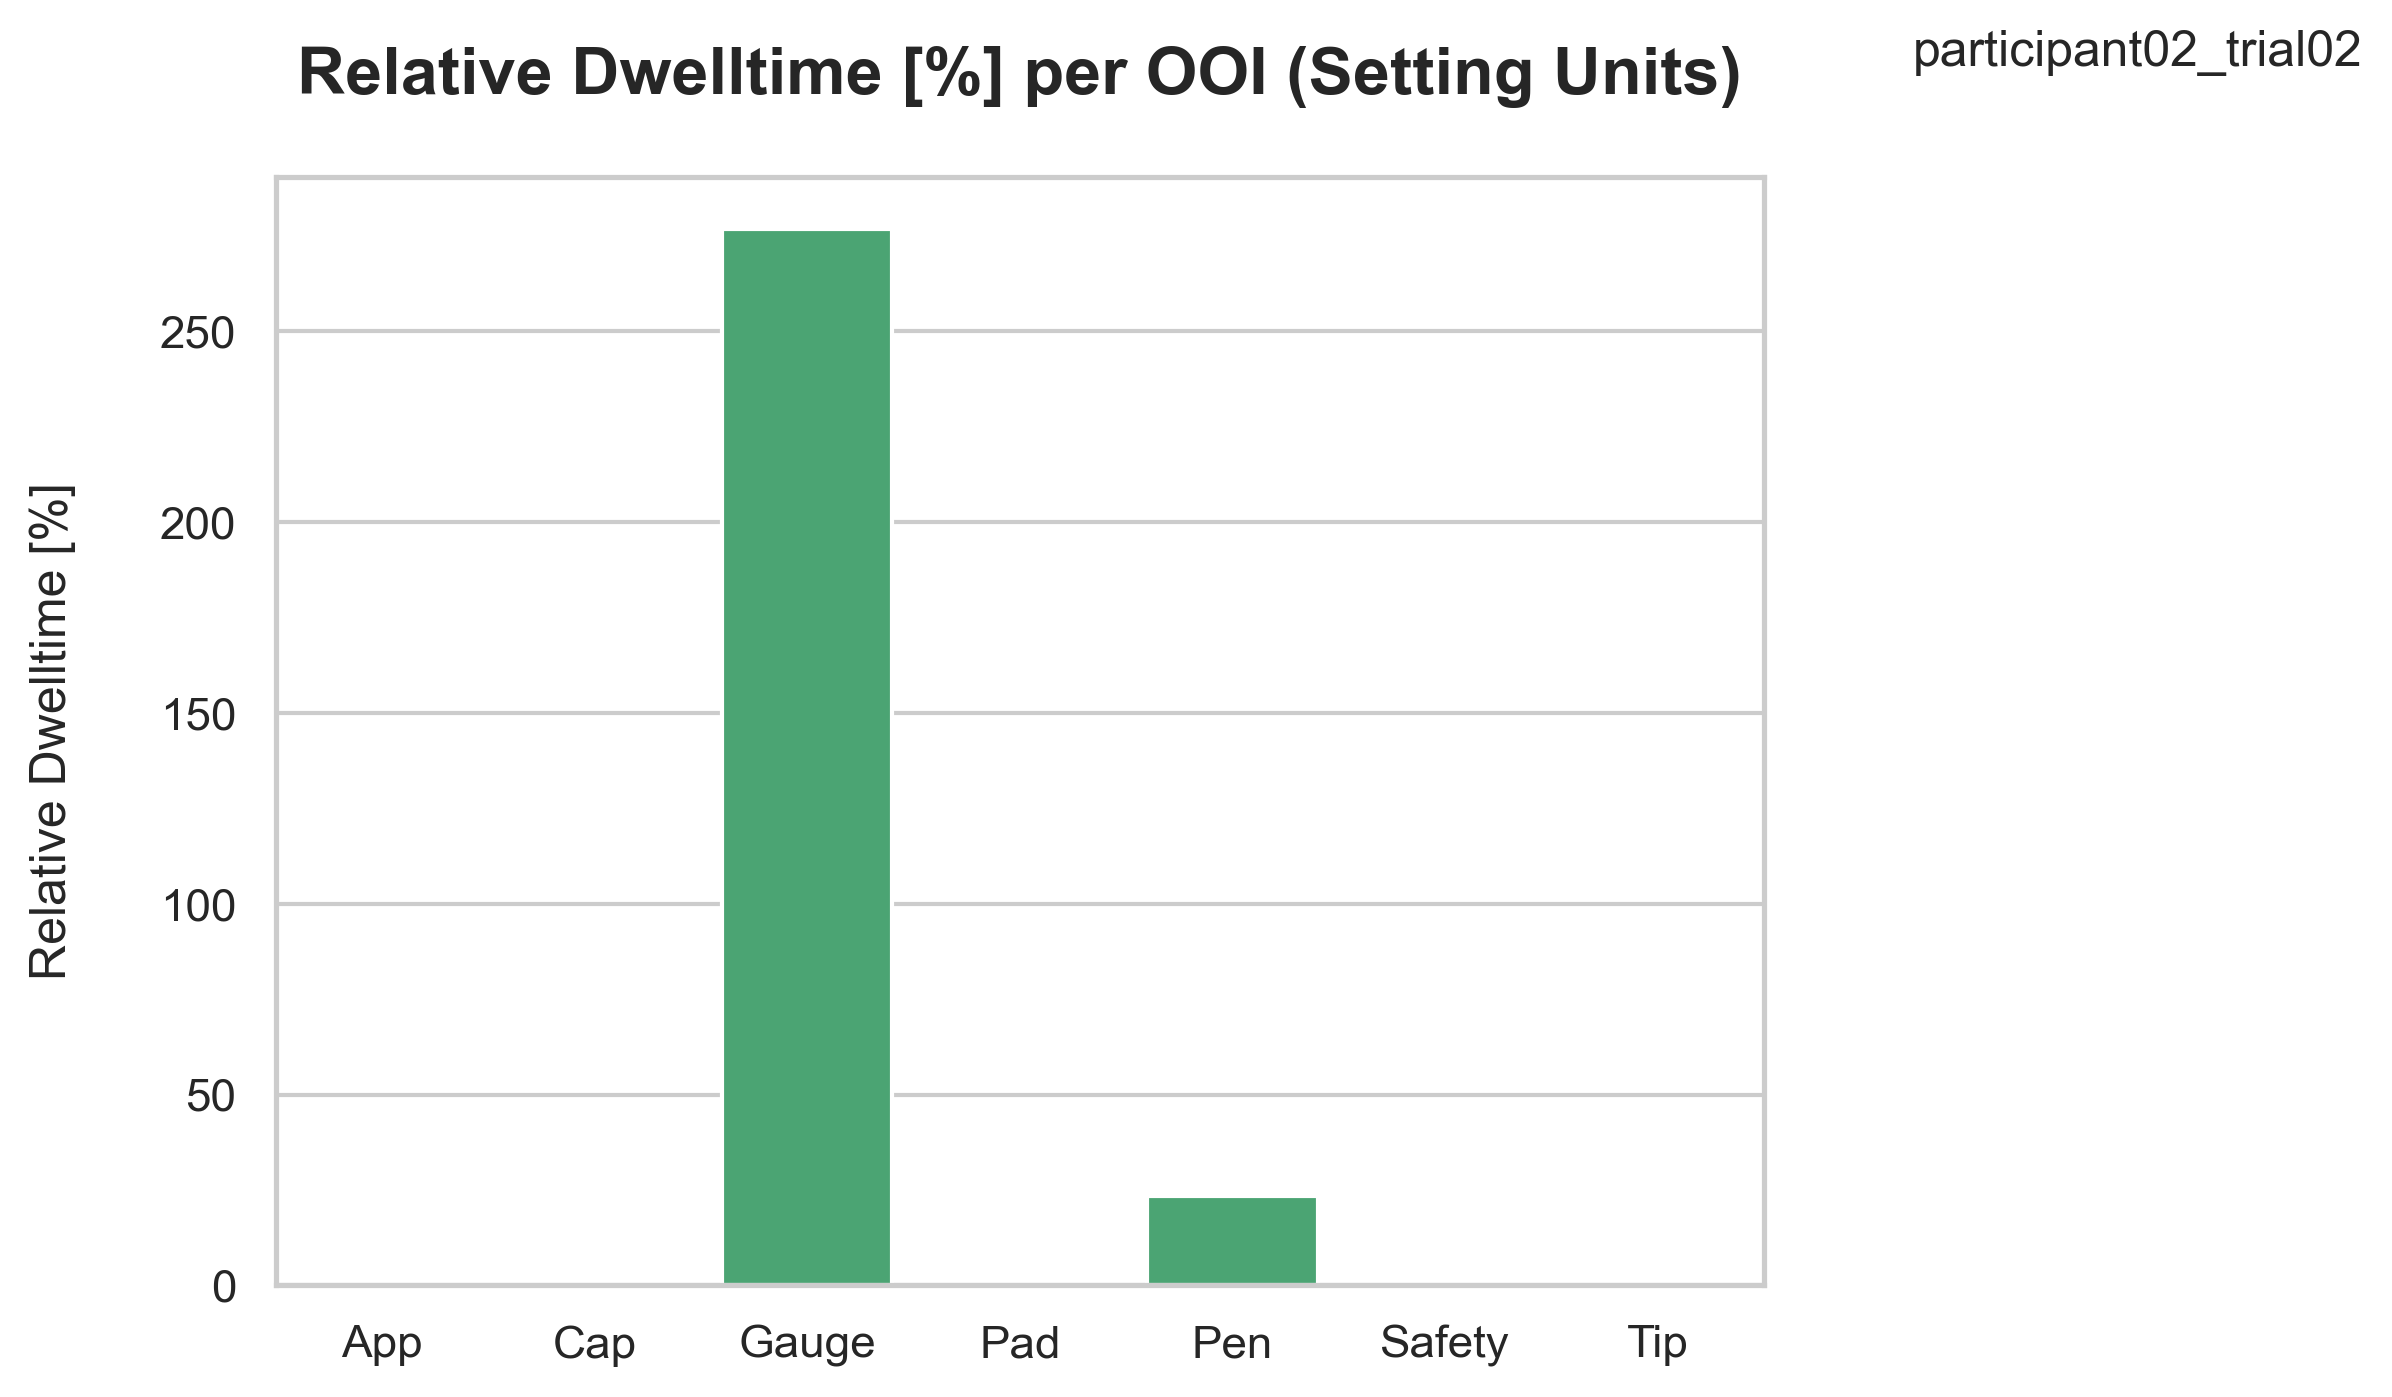 Relative Dwelltime [%] per OOI (Setting Units)
participant02_trial02
Relative Dwelltime [%]
250
200
150
100
50
0
App
Cap
Gauge
Pad
Pen
Safety
Tip